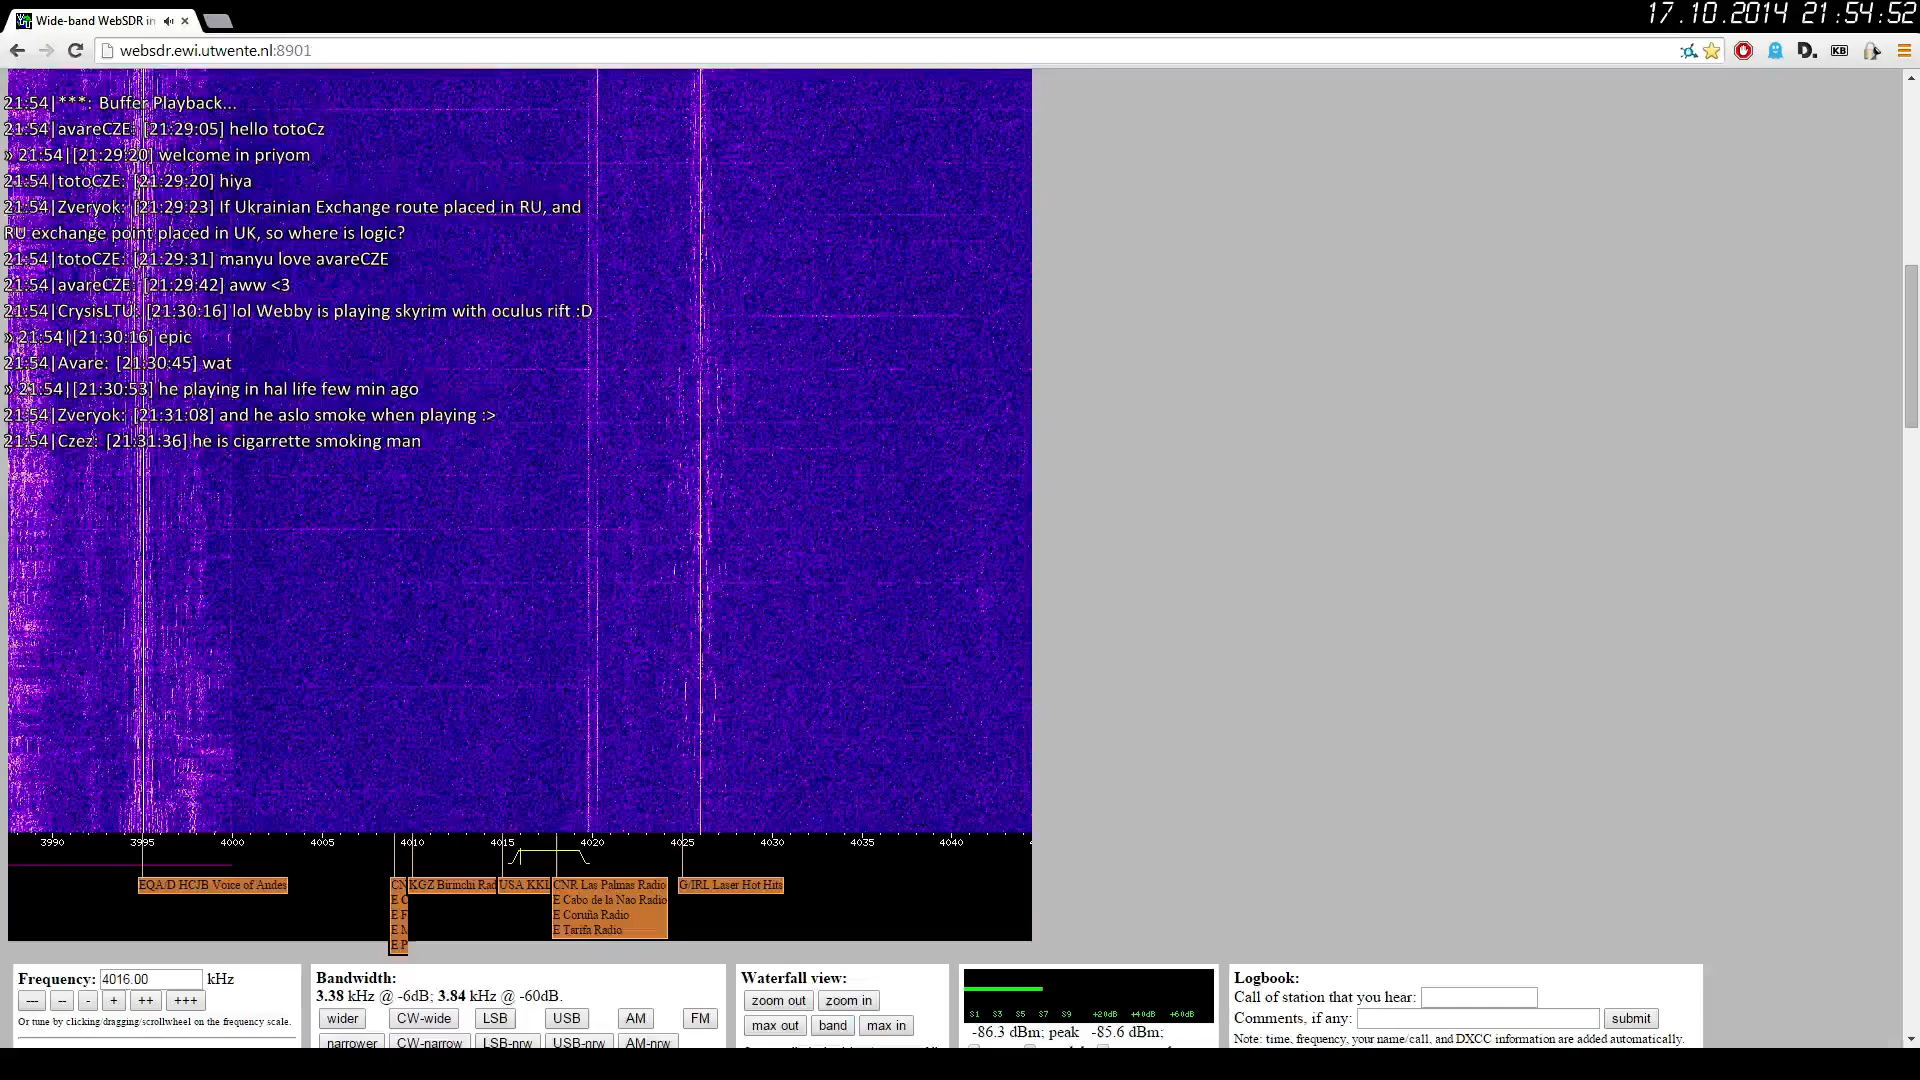 17.10.2014 21:54:52
Wide-band WebSDR in
websdr.ewi.utwente.nl:8901
D.
KB
21:54|***: Buffer Playback...
21:54|avareCZE: [21:29:05] hello totoCz
» 21:54|[21:29:20] welcome in priyom
21:54|totoCZE: [21:29:20] hiya
21:54|Zveryok: [21:29:23] If Ukrainian Exchange route placed in RU, and
RU exchange point placed in UK, so where is logic?
21:54|totoCZE: [21:29:31] manyu love avareCZE
21:54|avareCZE: [21:29:42] aww <3
21:54|CrysisLTU: [21:30:16] lol Webby is playing skyrim with oculus rift :D
» 21:54|[21:30:16] epic
21:54|Avare: [21:30:45] wat
» 21:54|[21:30:53] he playing in hal life few min ago
21:54|Zveryok: [21:31:08] and he aslo smoke when playing :>
21:54|Czez: [21:31:36] he is cigarrette smoking man
3990 3995 4000 4005 4010 4015 4020 4025 4030 4035 4040 4
EQA/D HCJB Voice of Andes CN KGZ Birinchi Rad USA KKL CNR Las Palmas Radio G/IRL Laser Hot Hits
E C E Cabo de la Nao Radio
E F E Coruña Radio
E M E Tarifa Radio
E P
Frequency: 4016.00 kHz
--- -- - + ++ +++
Or tune by clicking/dragging/scrollwheel on the frequency scale.
Bandwidth:
3.38 kHz @ -6dB; 3.84 kHz @ -60dB.
wider CW-wide LSB USB AM FM
narrower CW-narrow LSB-nrw USB-nrw AM-nrw
Waterfall view:
zoom out zoom in
max out band max in
S1 S3 S5 S7 S9 +20dB +40dB +60dB
-86.3 dBm; peak -85.6 dBm;
Logbook:
Call of station that you hear:
Comments, if any: submit
Note: time, frequency, your name/call, and DXCC information are added automatically.